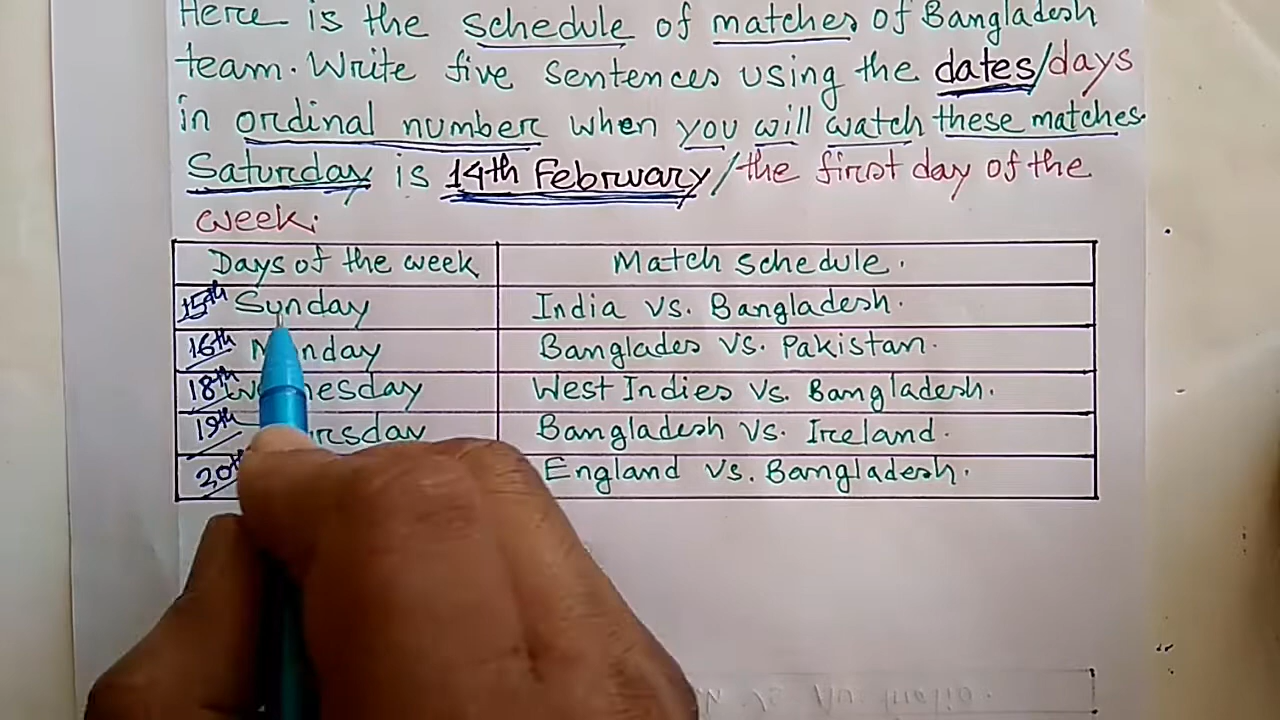 Here is the schedule of matches of Bangladesh
team. Write five sentences using the dates/days
in ordinal number when you will watch these matches.
Saturday is 14th February/the first day of the
week:
Days of the week Match schedule.
15th Sunday India vs. Bangladesh.
16th Banglades vs. Pakistan.
18th West Indies vs. Bangladesh.
19th Bangladesh vs. Ireland.
20th England vs. Bangladesh.